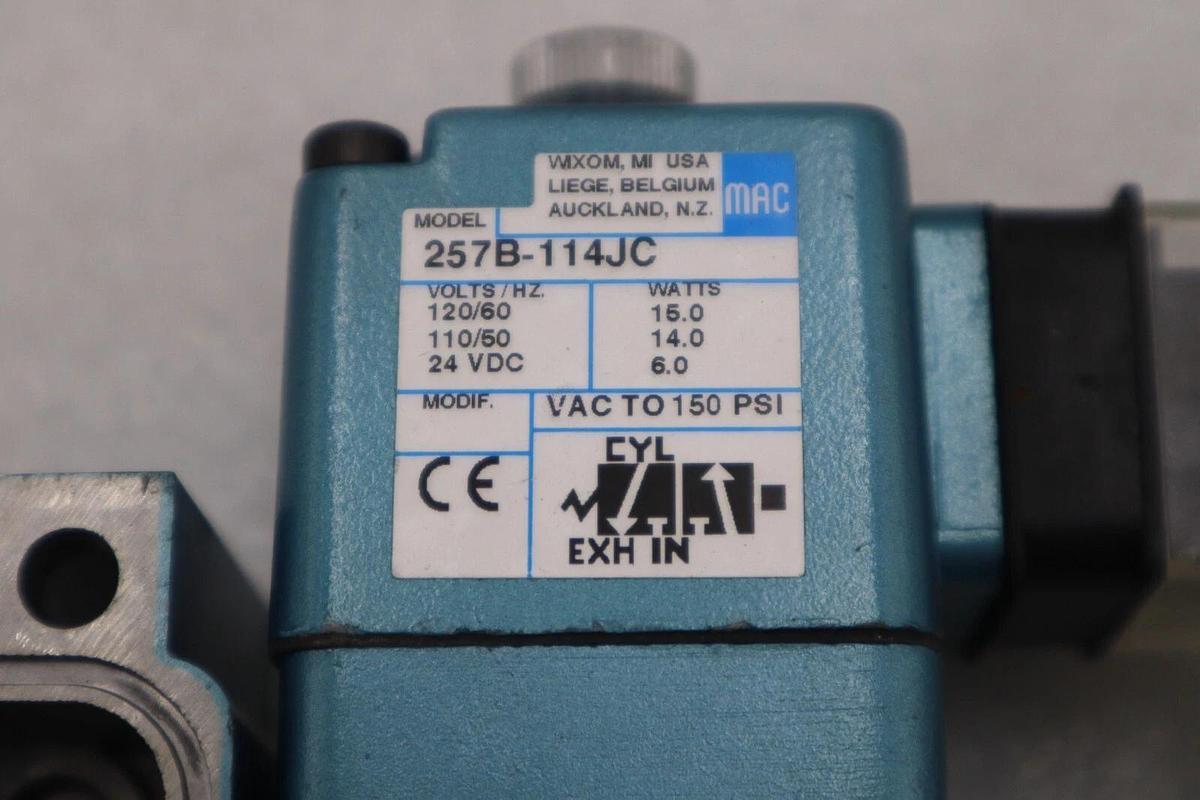 WIXOM, MI USA
LIEGE, BELGIUM
AUCKLAND, N.Z.
MAC
MODEL
257B-114JC
VOLTS/HZ.
WATTS
120/60
15.0
110/50
14.0
24 VDC
6.0
MODIF.
VAC TO 150 PSI
CE
CYL
EXH IN